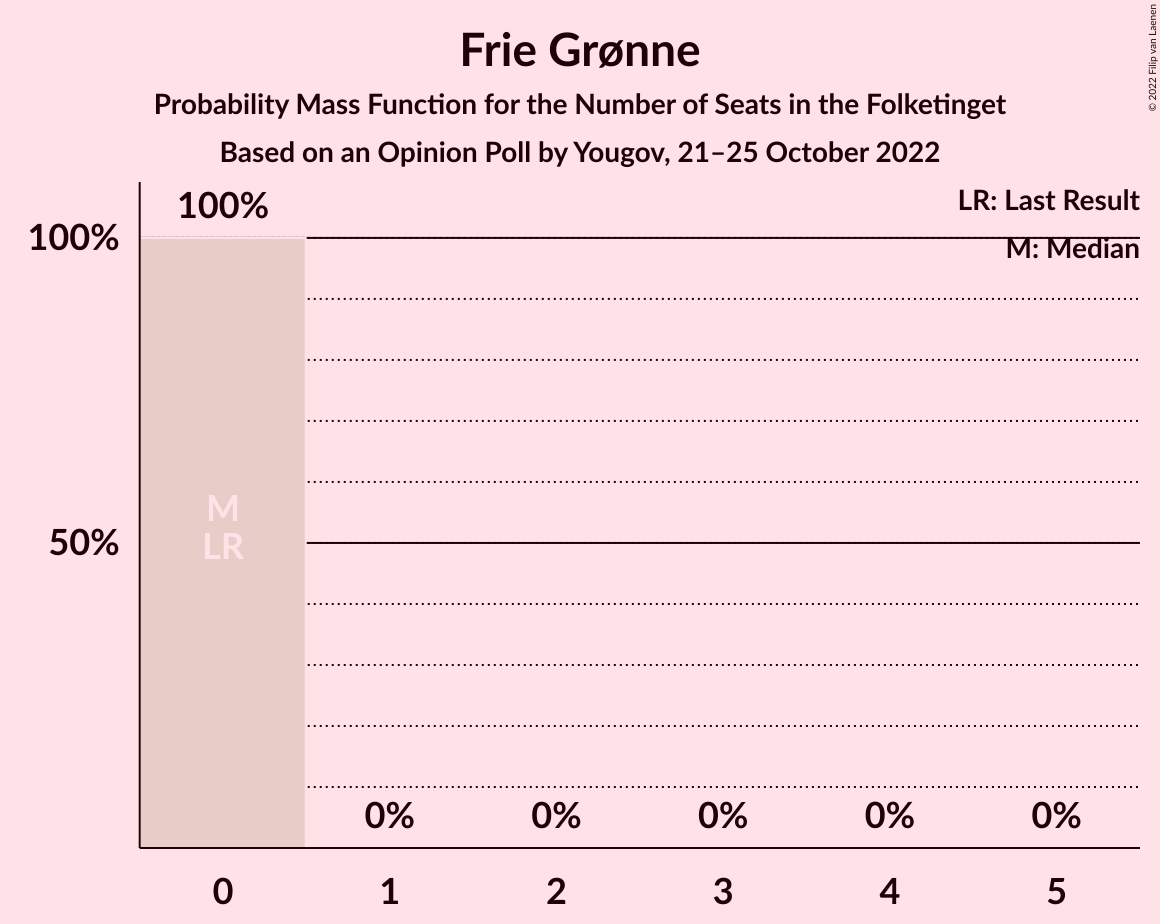 Frie Grønne
Probability Mass Function for the Number of Seats in the Folketinget
Based on an Opinion Poll by Yougov, 21–25 October 2022
© 2022 Filip van Laenen
LR: Last Result
M: Median
100%
100%
50%
M
LR
0%
0%
0%
0%
0%
0
1
2
3
4
5